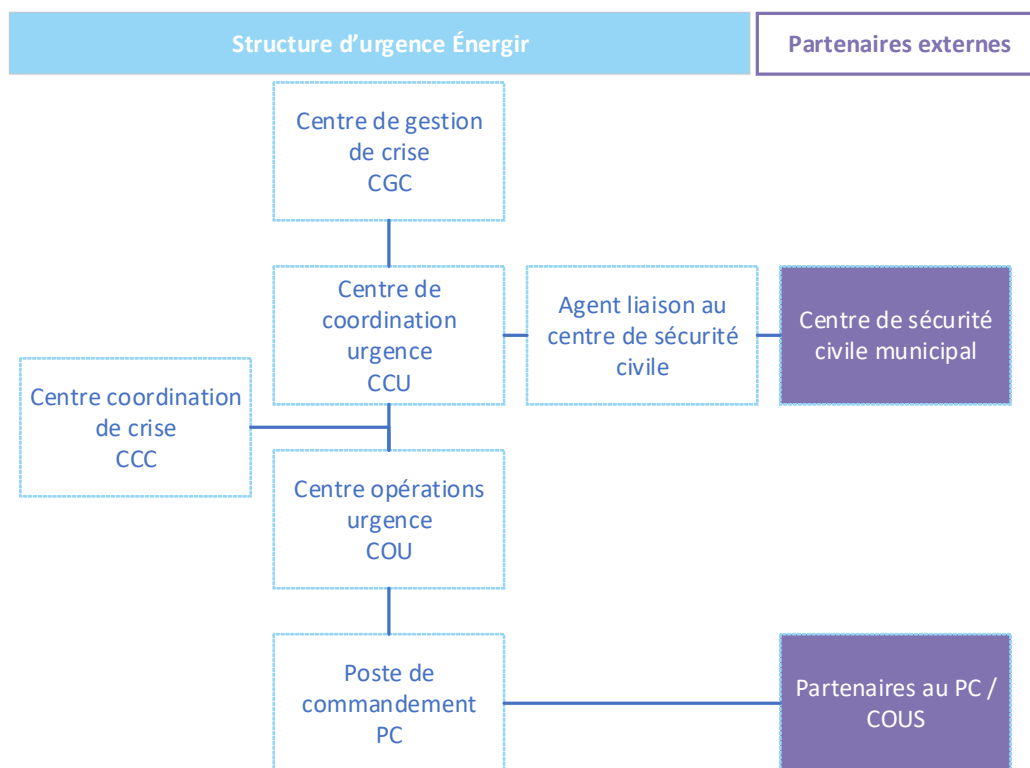 Structure d'urgence Énergir
Partenaires externes
Centre de gestion
de crise
CGC
Centre de
coordination
urgence
CCU
Agent liaison au
centre de sécurité
civile
Centre de sécurité
civile municipal
Centre coordination
de crise
CCC
Centre opérations
urgence
COU
Poste de
commandement
PC
Partenaires au PC /
COUS